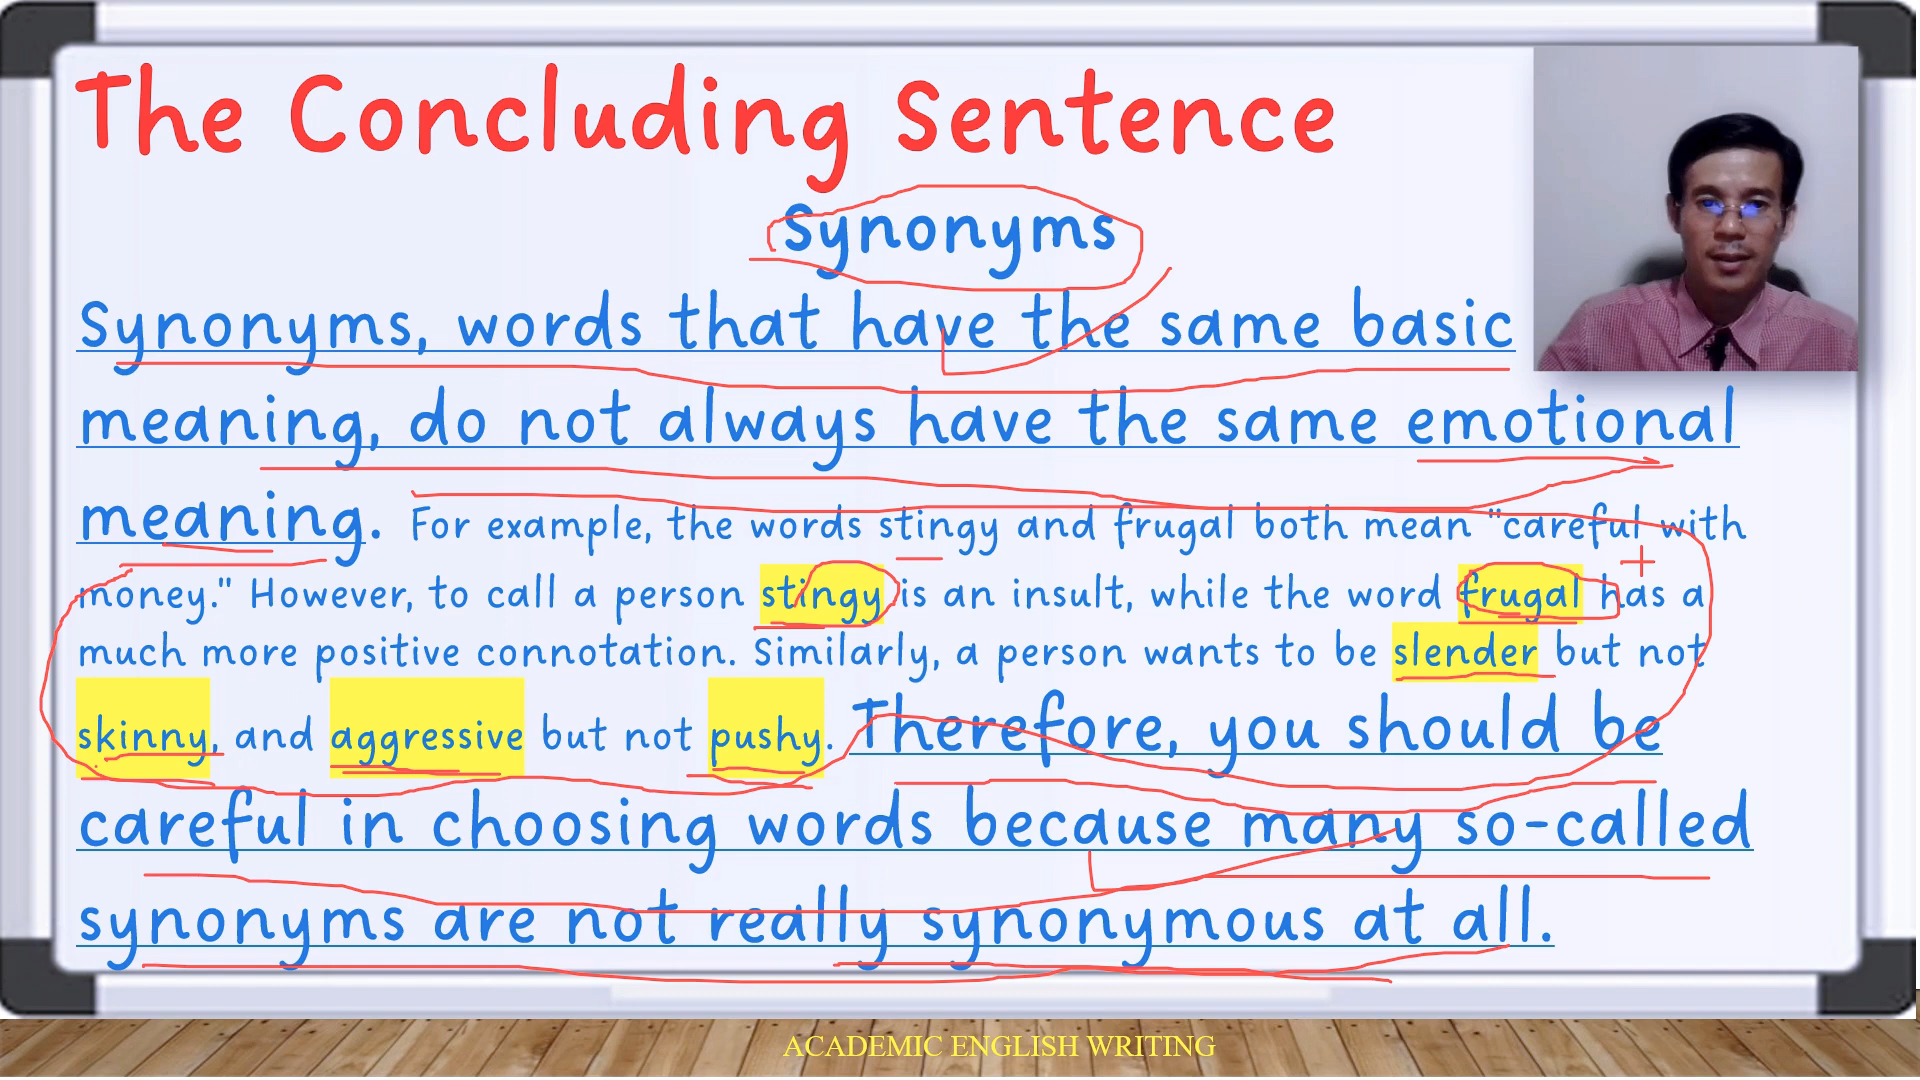 The Concluding Sentence
Synonyms
Synonyms, words that have the same basic
meaning, do not always have the same emotional
meaning. For example, the words stingy and frugal both mean "careful with
money." However, to call a person stingy is an insult, while the word frugal has a
much more positive connotation. Similarly, a person wants to be slender but not
skinny, and aggressive but not pushy. Therefore, you should be
careful in choosing words because many so-called
synonyms are not really synonymous at all.
ACADEMIC ENGLISH WRITING